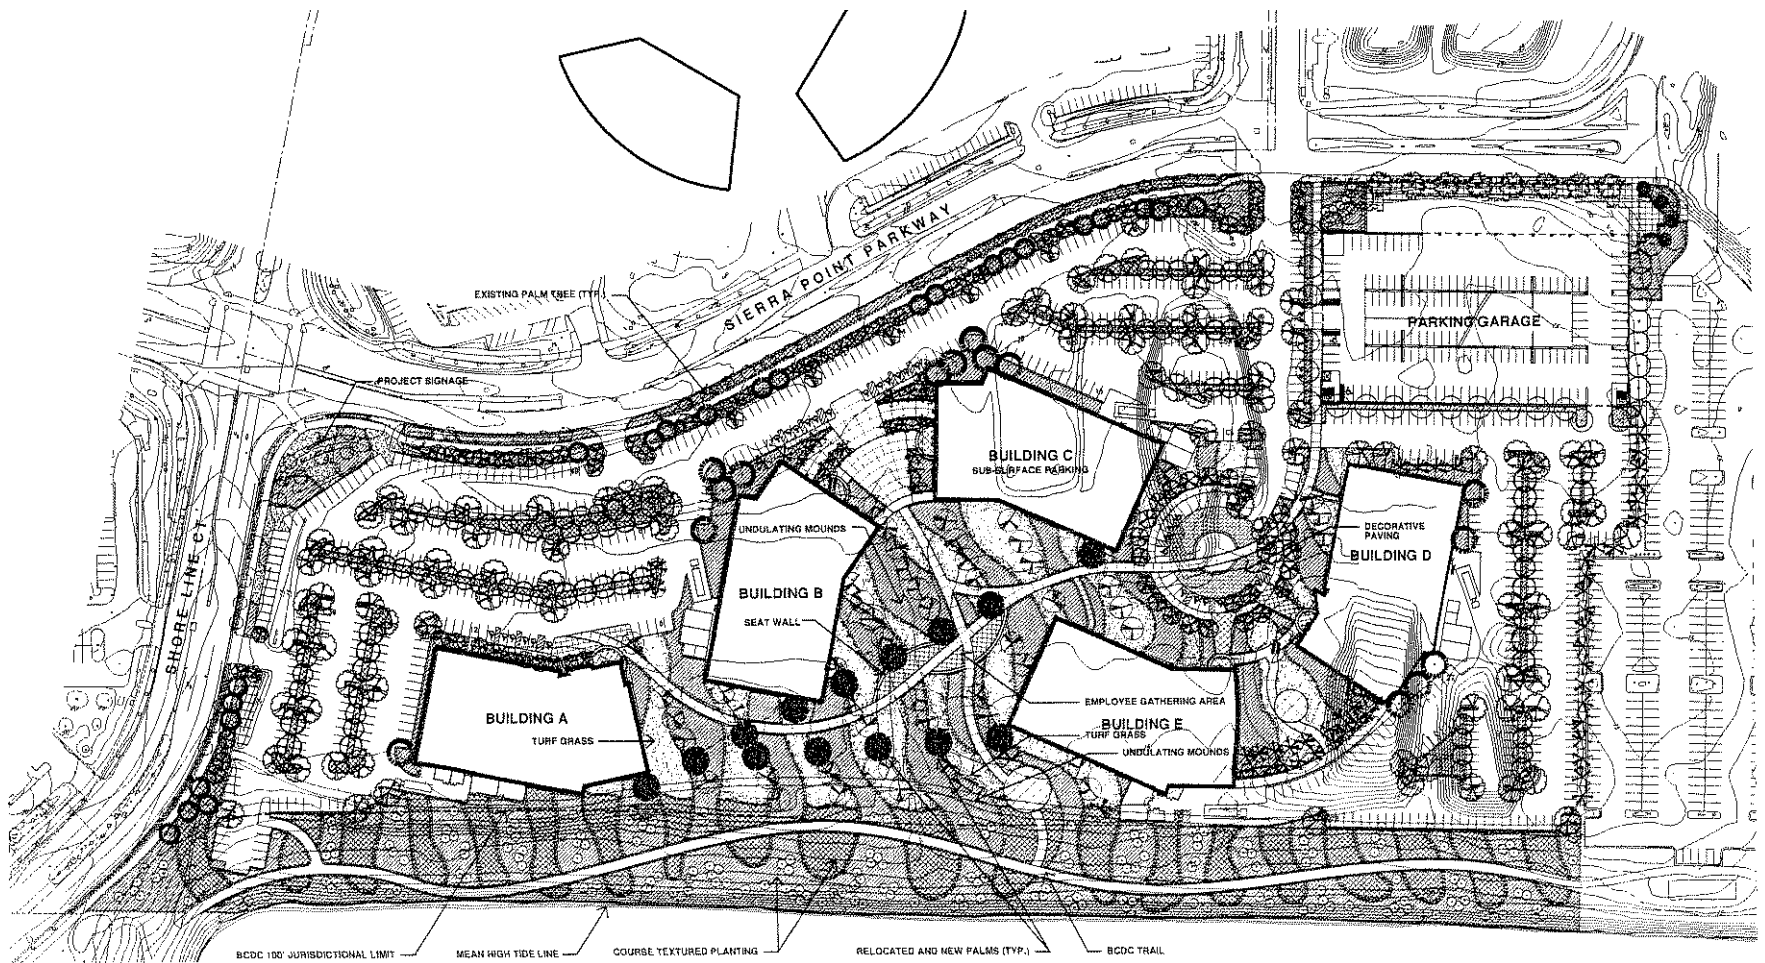 SIERRA POINT PARKWAY
EXISTING PALM TREE (TYP.)
PARKING GARAGE
PROJECT SIGNAGE
BUILDING C
SUB-SURFACE PARKING
UNDULATING MOUNDS
DECORATIVE
PAVING
BUILDING D
BUILDING B
SEAT WALL
SHORE LINE CT
EMPLOYEE GATHERING AREA
BUILDING A
BUILDING E
TURF GRASS
TURF GRASS
UNDULATING MOUNDS
BCDC 100' JURISDICTIONAL LIMIT
MEAN HIGH TIDE LINE
COURSE TEXTURED PLANTING
RELOCATED AND NEW PALMS (TYP.)
BCDC TRAIL